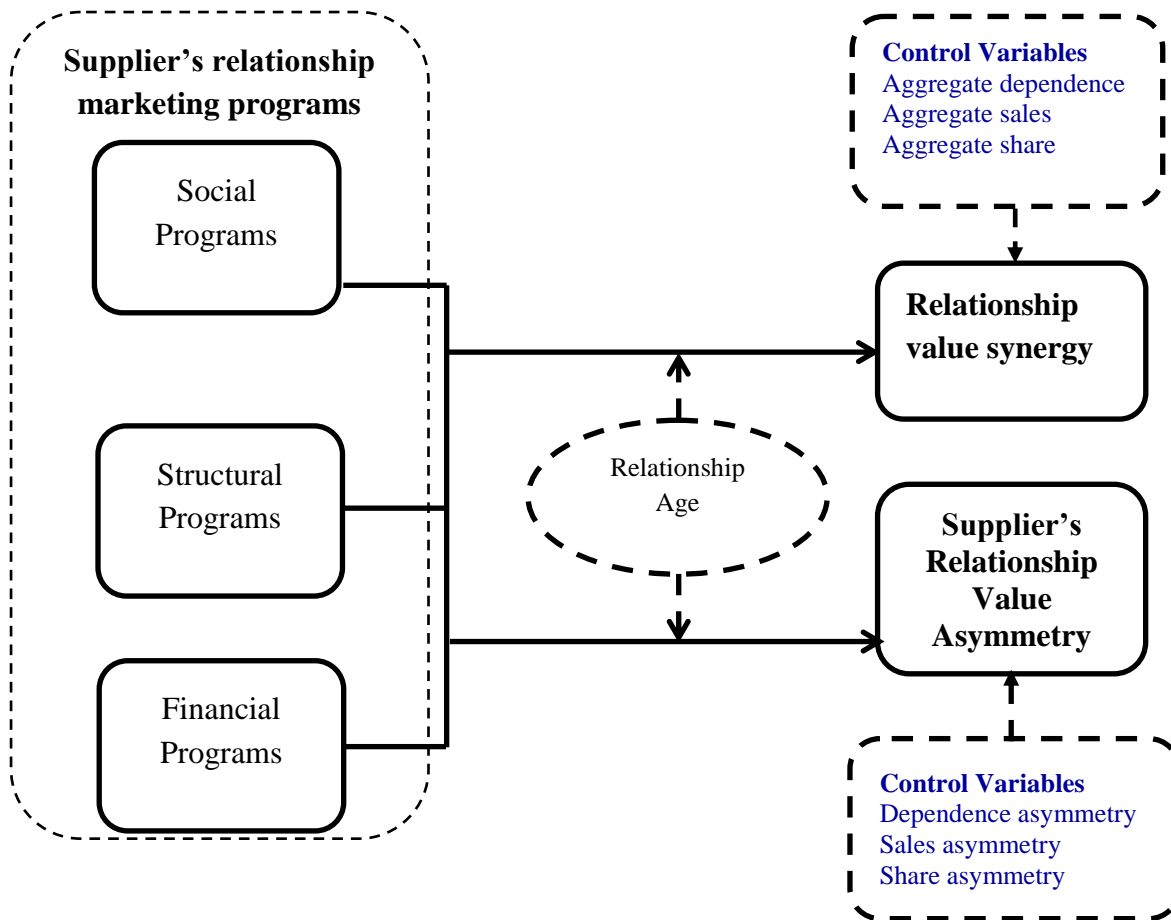 Supplier’s relationship
marketing programs
Social
Programs
Structural
Programs
Financial
Programs
Relationship
Age
Control Variables
Aggregate dependence
Aggregate sales
Aggregate share
Relationship
value synergy
Supplier’s
Relationship
Value
Asymmetry
Control Variables
Dependence asymmetry
Sales asymmetry
Share asymmetry